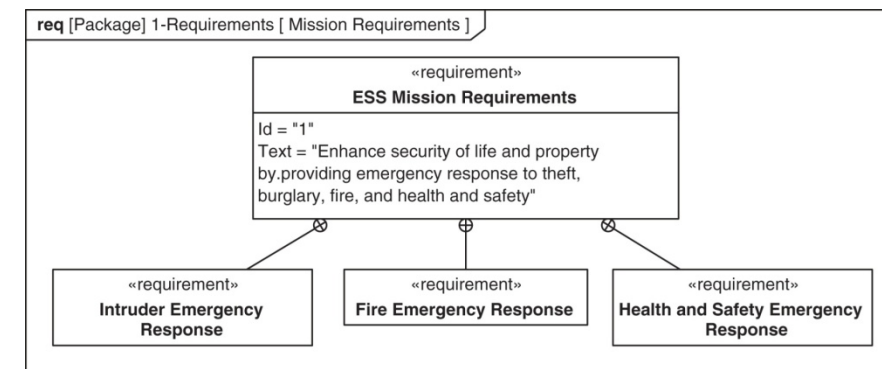 req [Package] 1-Requirements [ Mission Requirements ]
«requirement»
ESS Mission Requirements
Id = "1"
Text = "Enhance security of life and property
by.providing emergency response to theft,
burglary, fire, and health and safety"
«requirement»
Intruder Emergency
Response
«requirement»
Fire Emergency Response
«requirement»
Health and Safety Emergency
Response